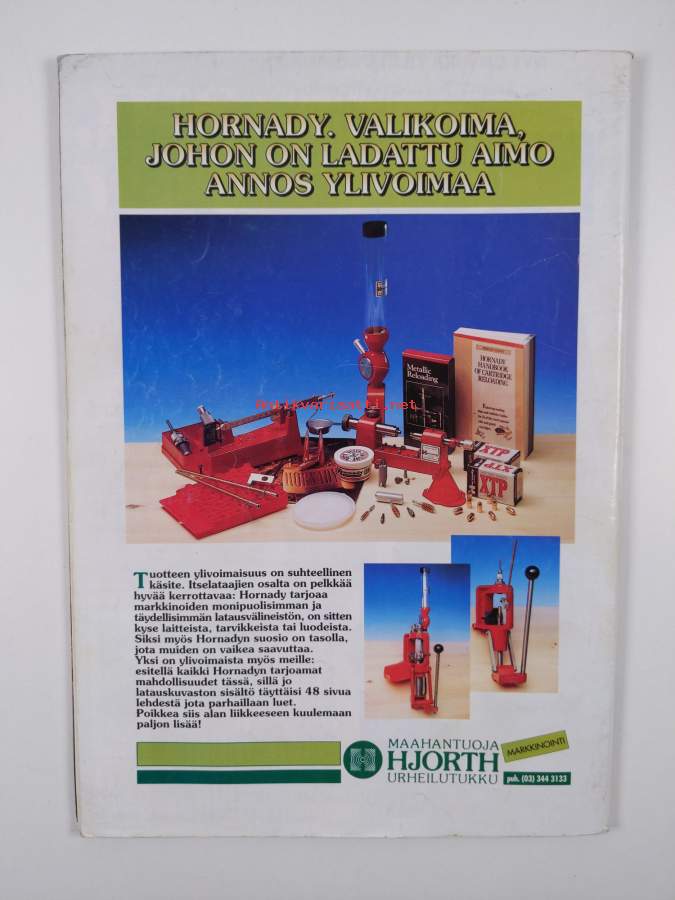 HORNADY. VALIKOIMA,
JOHON ON LADATTU AIMO
ANNOS YLIVOIMAA
Metallic
Reloading
HORNADY
HANDBOOK
OF CARTRIDGE
RELOADING
Antikvariaatti.net
XTP
XTP
XTP
Tuotteen ylivoimaisuus on suhteellinen
käsite. Itselataajien osalta on pelkkää
hyvää kerrottavaa: Hornady tarjoaa
markkinoiden monipuolisimman ja
täydellisimmän latausvälineistön, on sitten
kyse laitteista, tarvikkeista tai luodeista.
Siksi myös Hornadyn suosio on tasolla,
jota muiden on vaikea saavuttaa.
Yksi on ylivoimaista myös meille:
esitellä kaikki Hornadyn tarjoamat
mahdollisuudet tässä, sillä jo
latauskuvaston sisältö täyttäisi 48 sivua
lehdestä jota parhaillaan luet.
Poikkea siis alan liikkeeseen kuulemaan
paljon lisää!
MAAHANTUOJA
HJORTH
URHEILUTUKKU
MARKKINOINTI
puh. (03) 344 3133